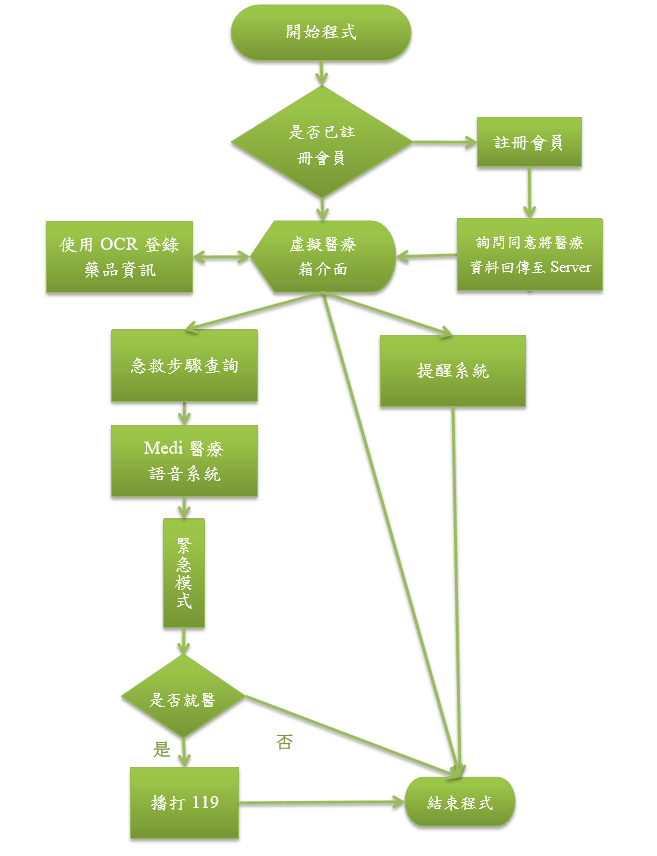 開始程式
是否已註
冊會員
註冊會員
使用 OCR 登錄
藥品資訊
虛擬醫療
箱介面
詢問同意將醫療
資料回傳至 Server
急救步驟查詢
提醒系統
Medi 醫療
語音系統
緊急模式
是否就醫
是
否
播打 119
結束程式